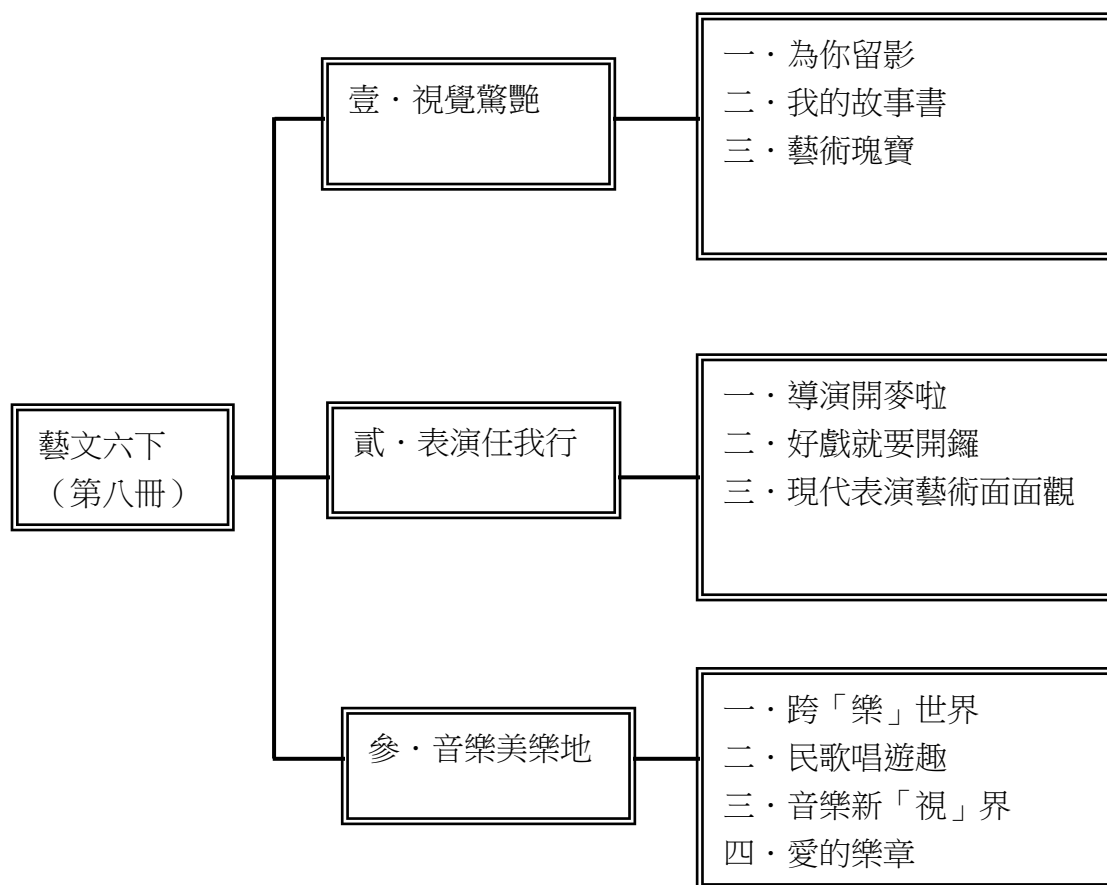 藝文六下
（第八冊）
壹．視覺驚艷
一．為你留影
二．我的故事書
三．藝術瑰寶
貳．表演任我行
一．導演開麥啦
二．好戲就要開鑼
三．現代表演藝術面面觀
參．音樂美樂地
一．跨「樂」世界
二．民歌唱遊趣
三．音樂新「視」界
四．愛的樂章